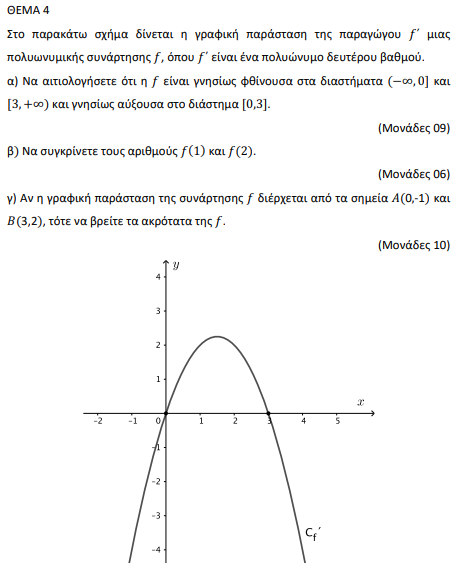 ΘΕΜΑ 4
Στο παρακάτω σχήμα δίνεται η γραφική παράσταση της παραγώγου f′ μιας
πολυωνυμικής συνάρτησης f, όπου f′ είναι ένα πολυώνυμο δευτέρου βαθμού.
α) Να αιτιολογήσετε ότι η f είναι γνησίως φθίνουσα στα διαστήματα (−∞, 0] και
[3, +∞) και γνησίως αύξουσα στο διάστημα [0,3].
(Μονάδες 09)
β) Να συγκρίνετε τους αριθμούς f(1) και f(2).
(Μονάδες 06)
γ) Αν η γραφική παράσταση της συνάρτησης f διέρχεται από τα σημεία A(0,-1) και
B(3,2), τότε να βρείτε τα ακρότατα της f.
(Μονάδες 10)
y
4
3
2
1
x
-2 -1 0 1 2 3 4 5
-1
-2
-3
C_f′
-4